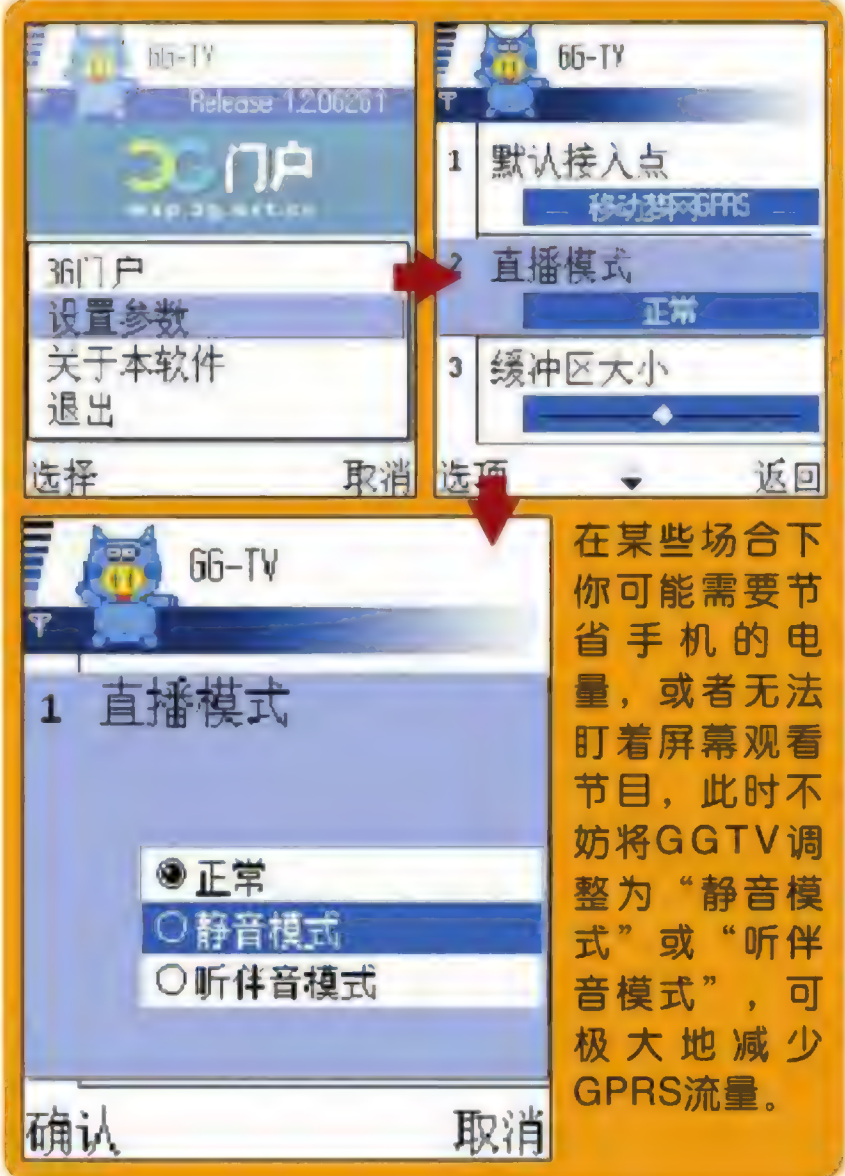 GG-TV
Release 1.206261
3G门户
wap.3g.net.cn
3G门户
设置参数
关于本软件
退出
选择 取消
GG-TV
1 默认接入点
移动梦网GPRS
2 直播模式
正常
3 缓冲区大小
选项 返回
GG-TV
1 直播模式
正常
静音模式
听伴音模式
确认 取消
在某些场合下
你可能需要节
省手机的电
量，或者无法
盯着屏幕观看
节目，此时不
妨将GGTV调
整为“静音模
式”或“听伴
音模式”，可
极大地减少
GPRS流量。